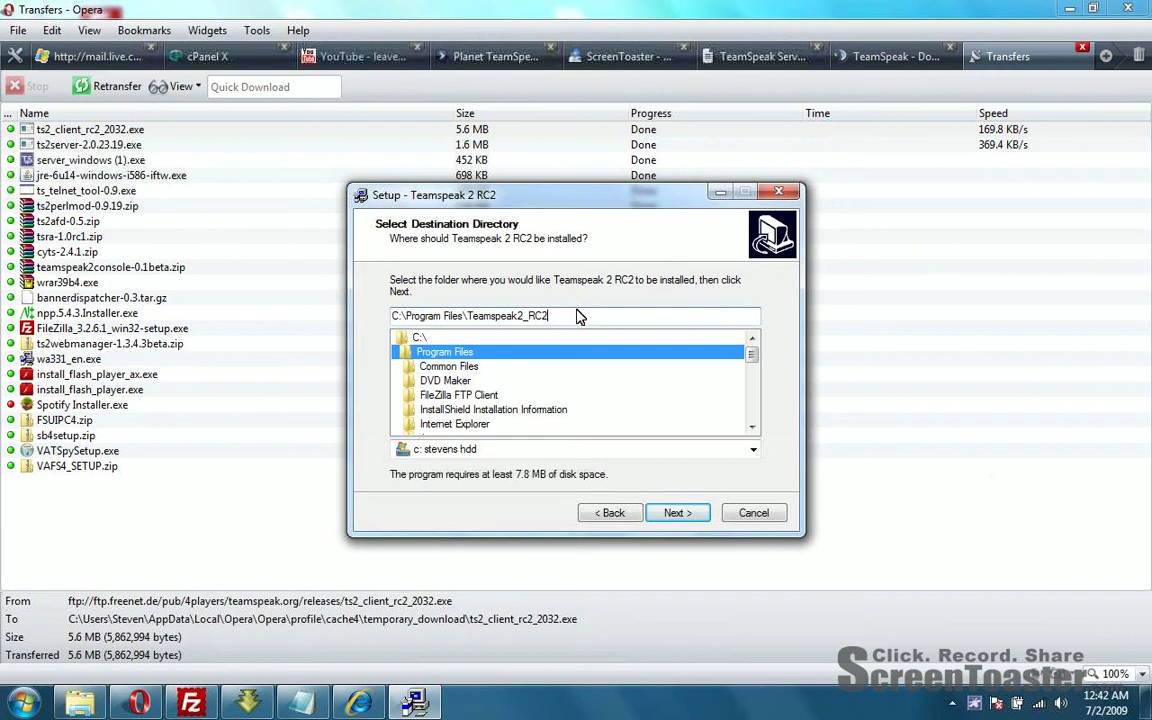 Transfers - Opera
File Edit View Bookmarks Widgets Tools Help
http://mail.live.c... cPanel X YouTube - leave... Planet TeamSpe... ScreenToaster - ... TeamSpeak Serv... TeamSpeak - Do... Transfers
Stop Retransfer View Quick Download
... Name Size Progress Time Speed
ts2_client_rc2_2032.exe 5.6 MB Done 169.8 KB/s
ts2server-2.0.23.19.exe 1.6 MB Done 369.4 KB/s
server_windows (1).exe 452 KB Done
jre-6u14-windows-i586-iftw.exe 698 KB Done
ts_telnet_tool-0.9.exe
ts2perlmod-0.9.19.zip
ts2afd-0.5.zip
tsra-1.0rc1.zip
cyts-2.4.1.zip
teamspeak2console-0.1beta.zip
wrar39b4.exe
bannerdispatcher-0.3.tar.gz
npp.5.4.3.Installer.exe
FileZilla_3.2.6.1_win32-setup.exe
ts2webmanager-1.3.4.3beta.zip
wa331_en.exe
install_flash_player_ax.exe
install_flash_player.exe
Spotify Installer.exe
FSUIPC4.zip
sb4setup.zip
VATSpySetup.exe
VAFS4_SETUP.zip
Setup - Teamspeak 2 RC2
Select Destination Directory
Where should Teamspeak 2 RC2 be installed?
Select the folder where you would like Teamspeak 2 RC2 to be installed, then click
Next.
C:\Program Files\Teamspeak2_RC2
C:\
Program Files
Common Files
DVD Maker
FileZilla FTP Client
InstallShield Installation Information
Internet Explorer
c: stevens hdd
The program requires at least 7.8 MB of disk space.
< Back Next > Cancel
From ftp://ftp.freenet.de/pub/4players/teamspeak.org/releases/ts2_client_rc2_2032.exe
To C:\Users\Steven\AppData\Local\Opera\Opera\profile\cache4\temporary_download\ts2_client_rc2_2032.exe
Size 5.6 MB (5,862,994 bytes)
Transferred 5.6 MB (5,862,994 bytes)
Click. Record. Share
ScreenToaster
100%
12:42 AM
7/2/2009